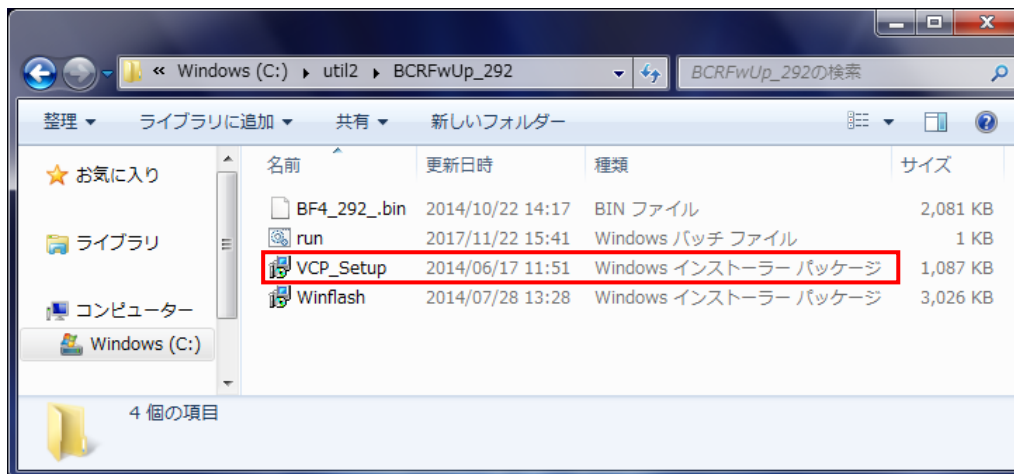 « Windows (C:) ▸ util2 ▸ BCRFwUp_292 BCRFwUp_292の検索
整理 ▼ ライブラリに追加 ▼ 共有 ▼ 新しいフォルダー
お気に入り
ライブラリ
コンピューター
Windows (C:)
名前 更新日時 種類 サイズ
BF4_292_.bin 2014/10/22 14:17 BIN ファイル 2,081 KB
run 2017/11/22 15:41 Windows バッチ ファイル 1 KB
VCP_Setup 2014/06/17 11:51 Windows インストーラー パッケージ 1,087 KB
Winflash 2014/07/28 13:28 Windows インストーラー パッケージ 3,026 KB
4 個の項目